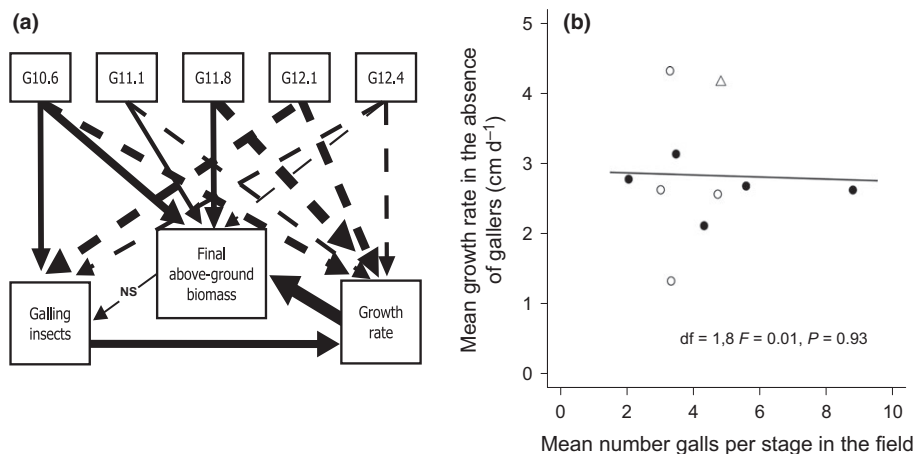 (a)
G10.6 G11.1 G11.8 G12.1 G12.4
Final
above-ground
biomass
NS
Galling
insects
Growth
rate
(b)
Mean growth rate in the absence
of gallers (cm d⁻¹)
5
4
3
2
1
0
df = 1,8 F = 0.01, P = 0.93
0 2 4 6 8 10
Mean number galls per stage in the field